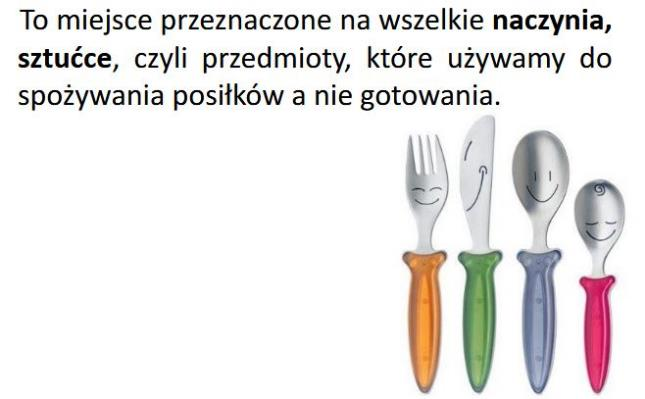 To miejsce przeznaczone na wszelkie naczynia,
sztućce, czyli przedmioty, które używamy do
spożywania posiłków a nie gotowania.